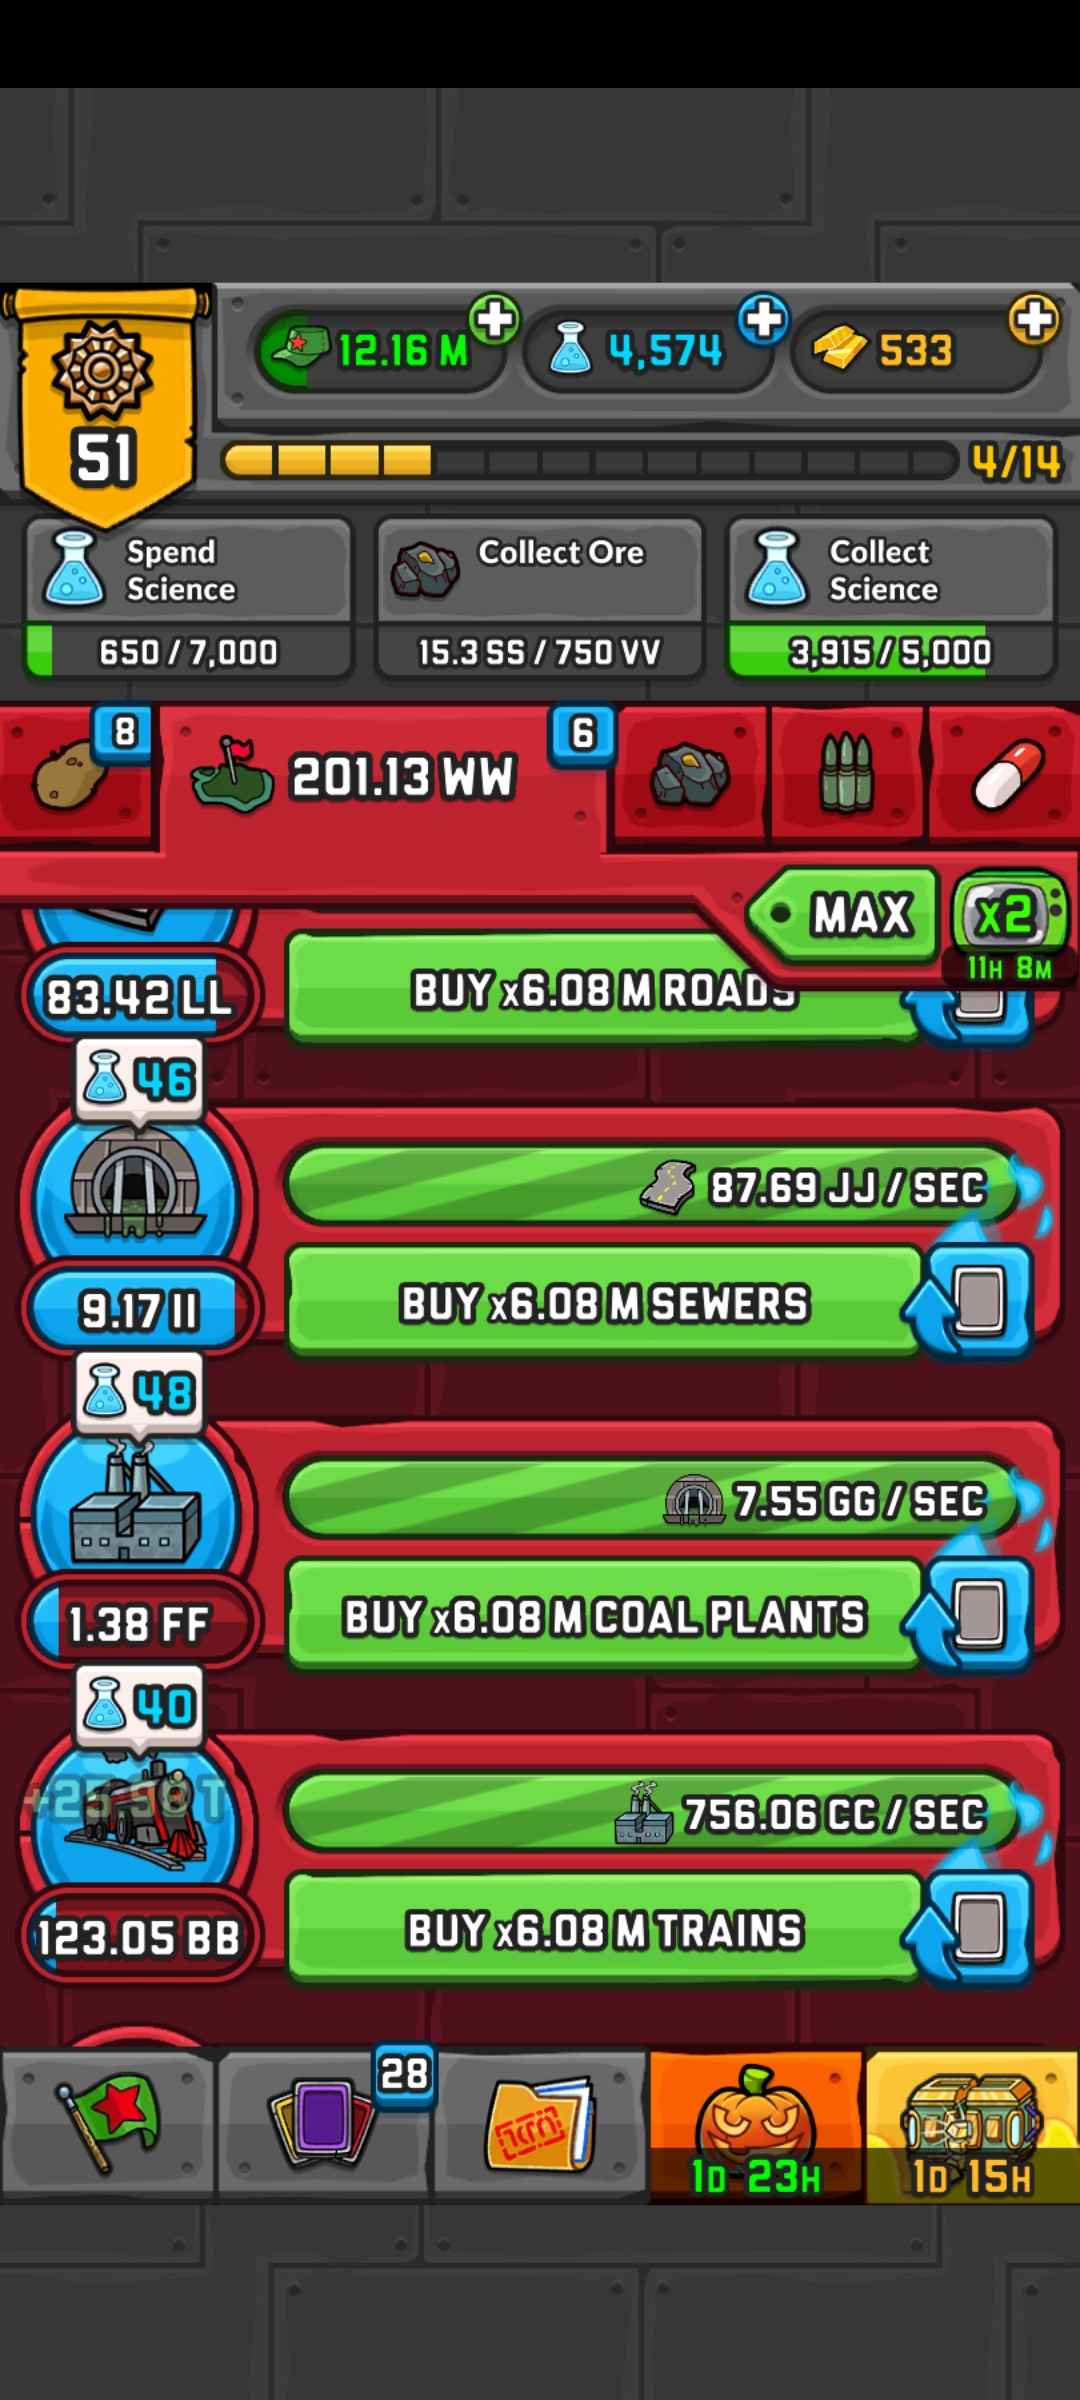 12.16 M
4,574
533
51
4/14
Spend
Science
650 / 7,000
Collect Ore
15.3 SS / 750 VV
Collect
Science
3,915 / 5,000
8
201.13 WW
6
MAX
x2
11H 8M
83.42 LL
BUY x6.08 M ROADS
46
87.69 JJ / SEC
9.17 II
BUY x6.08 M SEWERS
48
7.55 GG / SEC
1.38 FF
BUY x6.08 M COAL PLANTS
40
756.06 CC / SEC
123.05 BB
BUY x6.08 M TRAINS
28
1D 23H
1D 15H